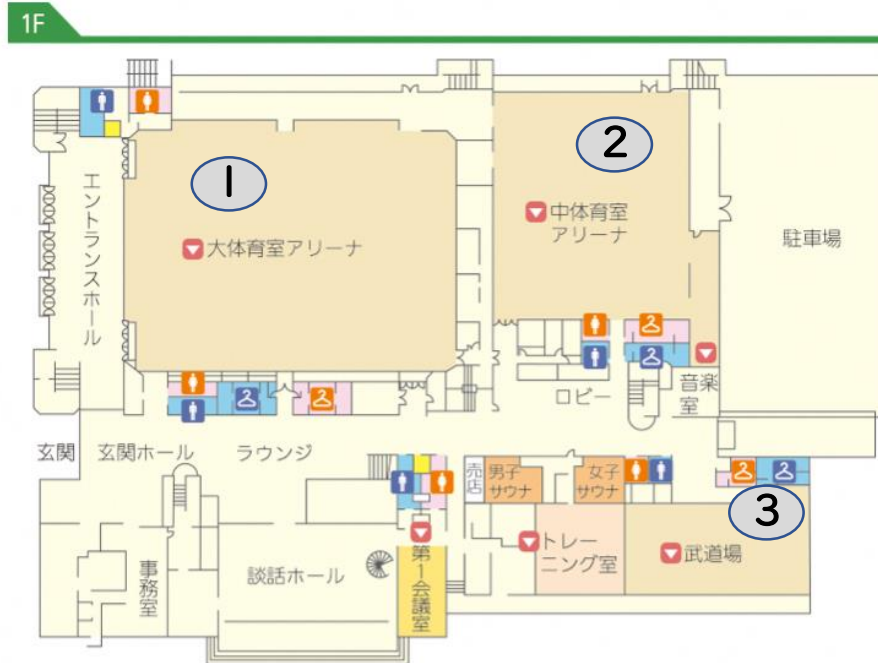 1F
1
2
大体育室アリーナ
中体育室
アリーナ
駐車場
エントランスホール
音楽
室
ロビー
玄関
玄関ホール
ラウンジ
売店
男子
サウナ
女子
サウナ
3
事務室
談話ホール
第1会議室
トレー
ニング室
武道場